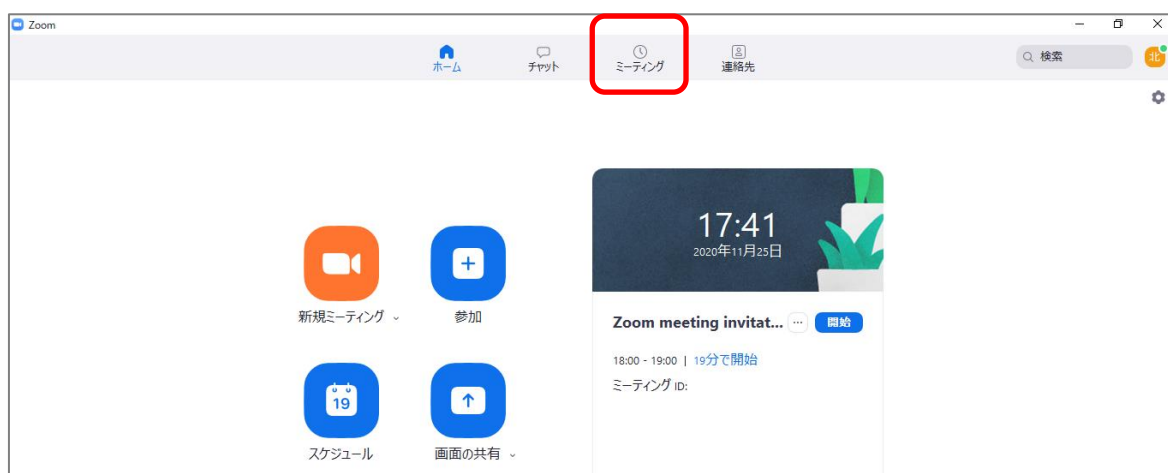 Zoom
ホーム
チャット
ミーティング
連絡先
検索
北
17:41
2020年11月25日
新規ミーティング
参加
Zoom meeting invitat... ... 開始
18:00 - 19:00 | 19分で開始
ミーティング ID:
19
スケジュール
画面の共有